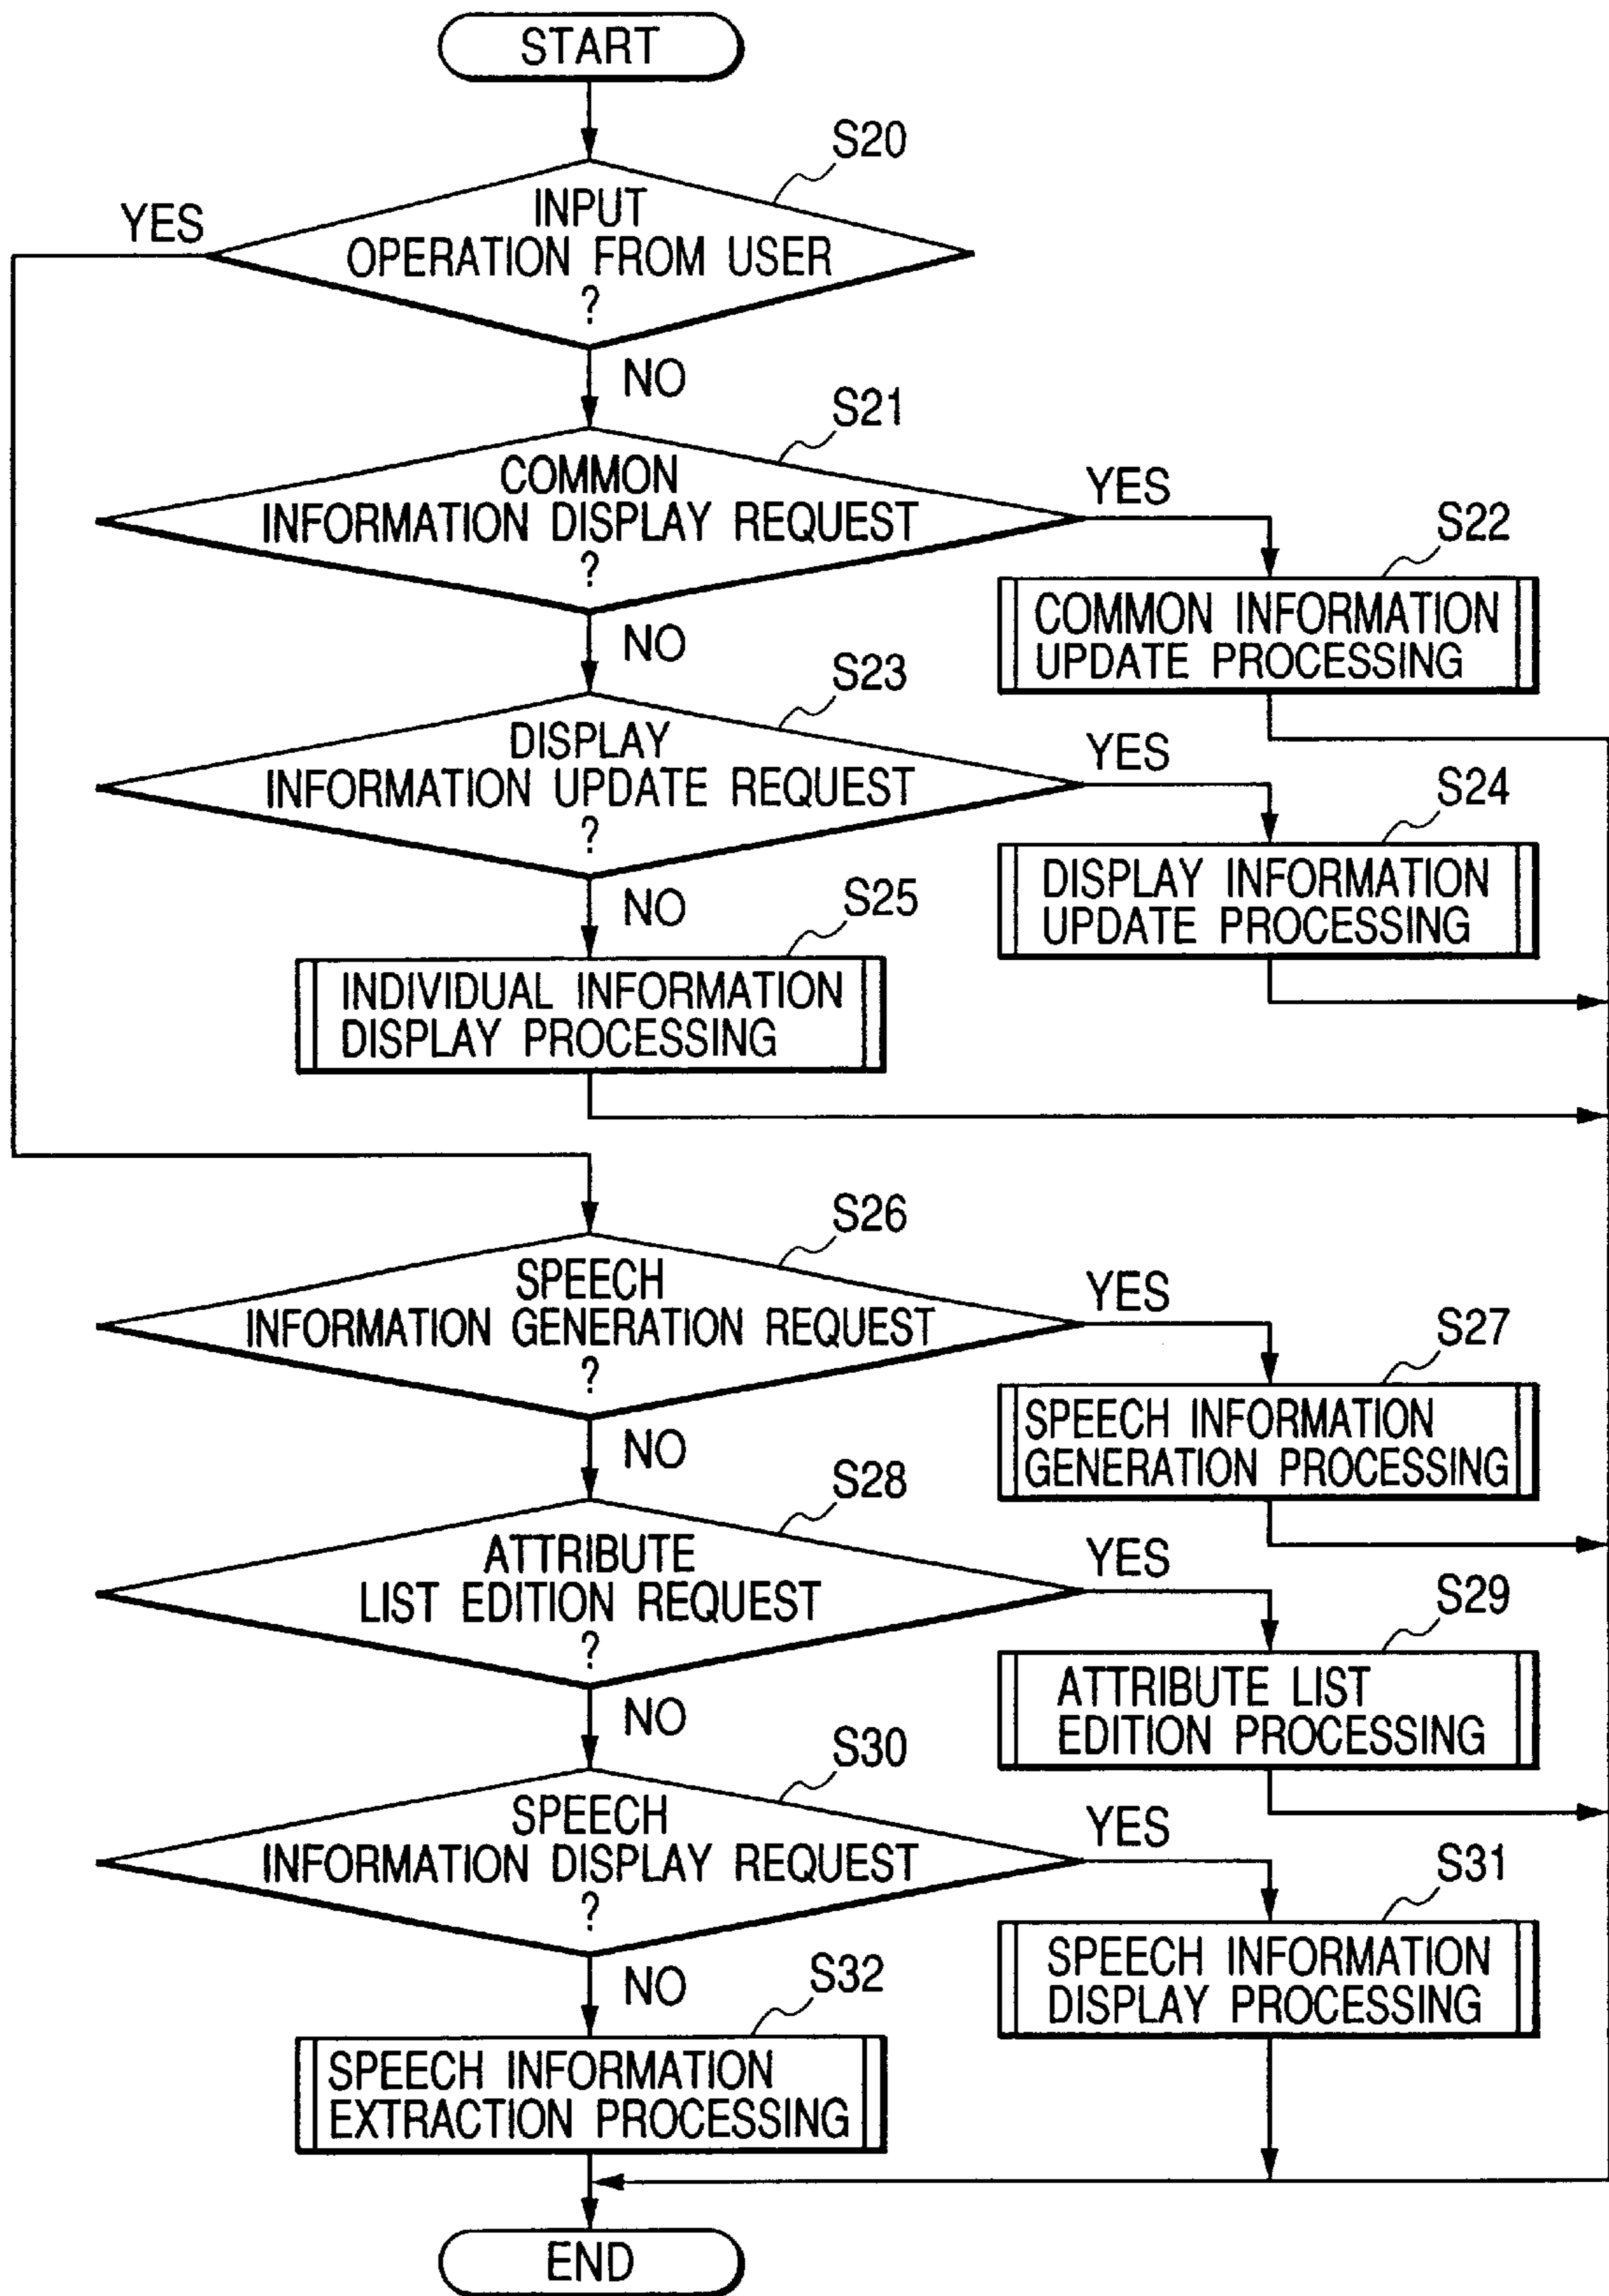 START
S20
YES
INPUT
OPERATION FROM USER
?
NO
S21
COMMON
INFORMATION DISPLAY REQUEST
?
YES
S22
COMMON INFORMATION
UPDATE PROCESSING
NO
S23
DISPLAY
INFORMATION UPDATE REQUEST
?
YES
S24
DISPLAY INFORMATION
UPDATE PROCESSING
NO
S25
INDIVIDUAL INFORMATION
DISPLAY PROCESSING
S26
SPEECH
INFORMATION GENERATION REQUEST
?
YES
S27
SPEECH INFORMATION
GENERATION PROCESSING
NO
S28
ATTRIBUTE
LIST EDITION REQUEST
?
YES
S29
ATTRIBUTE LIST
EDITION PROCESSING
NO
S30
SPEECH
INFORMATION DISPLAY REQUEST
?
YES
S31
SPEECH INFORMATION
DISPLAY PROCESSING
NO
S32
SPEECH INFORMATION
EXTRACTION PROCESSING
END